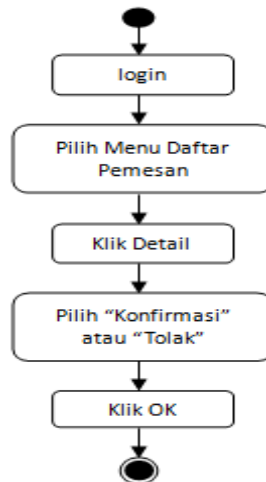 login
Pilih Menu Daftar
Pemesan
Klik Detail
Pilih “Konfirmasi”
atau “Tolak”
Klik OK